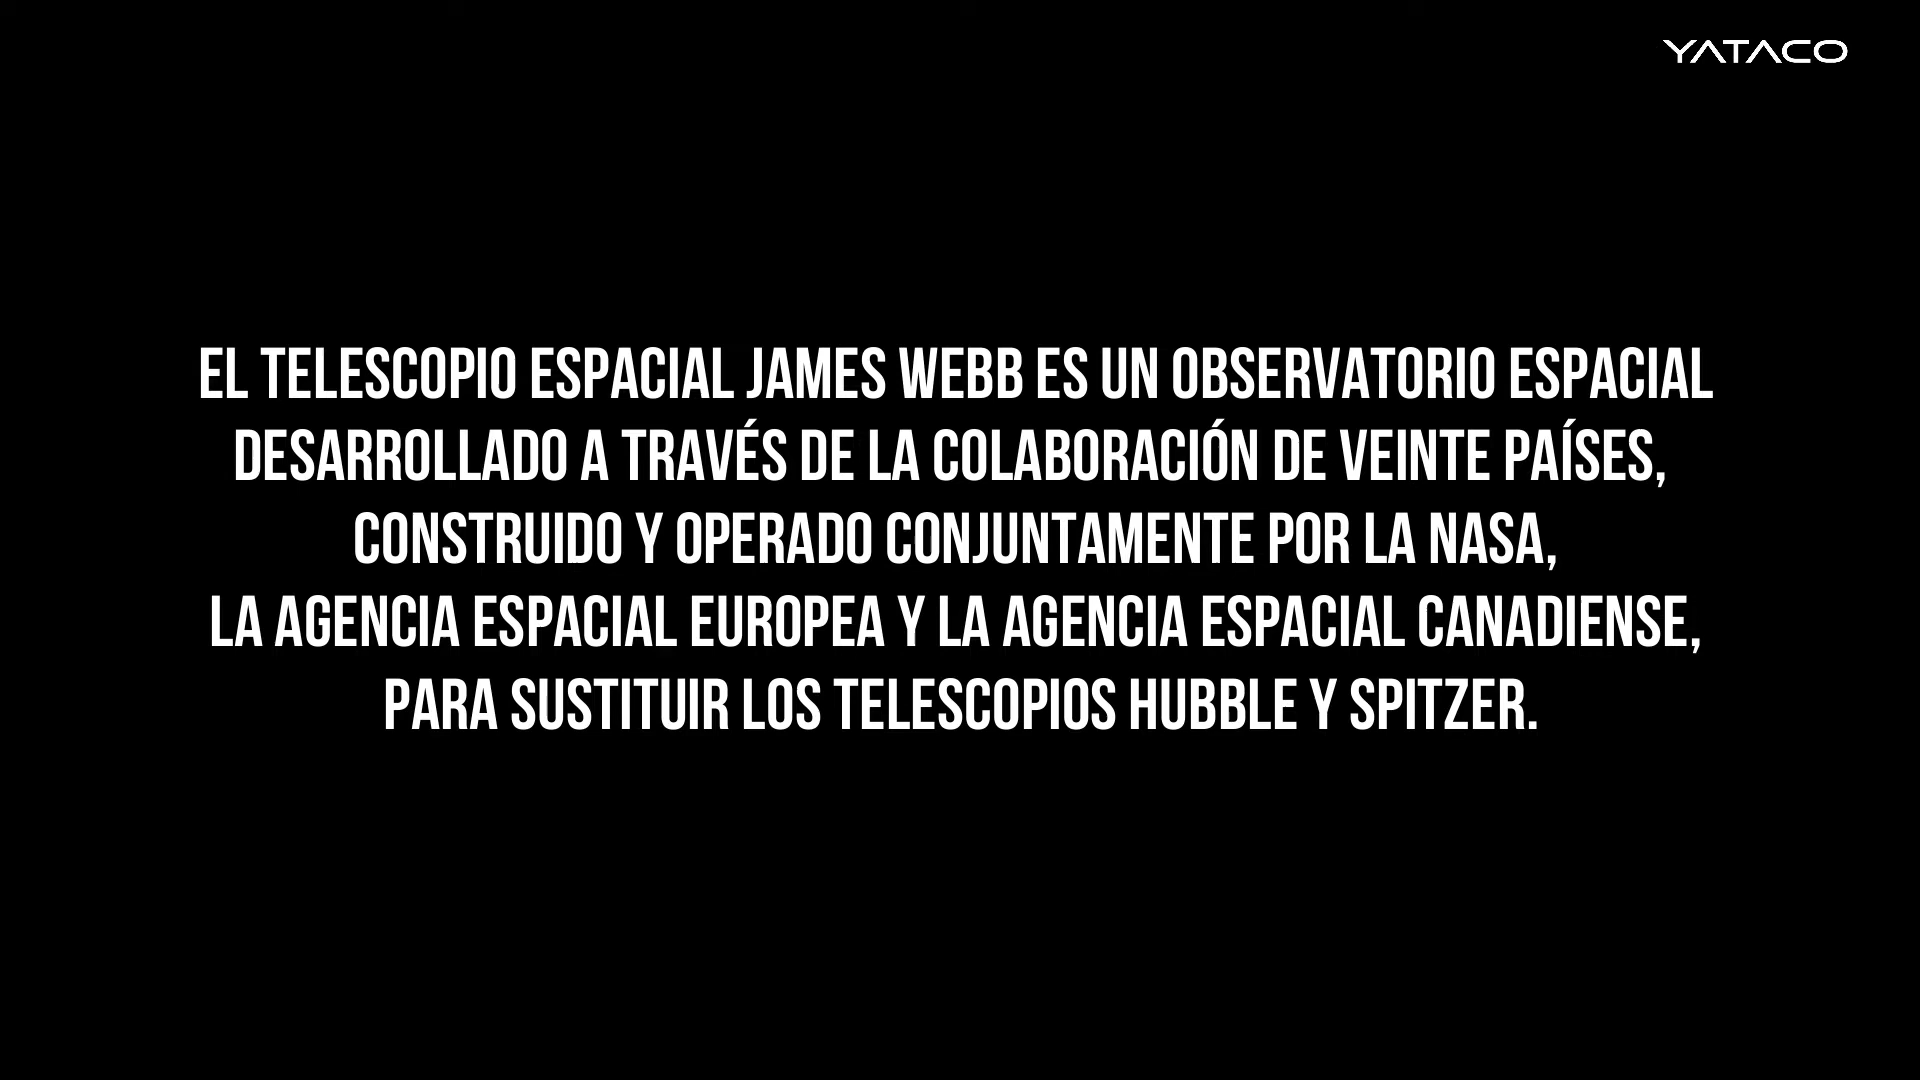 YATACO
EL TELESCOPIO ESPACIAL JAMES WEBB ES UN OBSERVATORIO ESPACIAL
DESARROLLADO A TRAVÉS DE LA COLABORACIÓN DE VEINTE PAÍSES,
CONSTRUIDO Y OPERADO CONJUNTAMENTE POR LA NASA,
LA AGENCIA ESPACIAL EUROPEA Y LA AGENCIA ESPACIAL CANADIENSE,
PARA SUSTITUIR LOS TELESCOPIOS HUBBLE Y SPITZER.